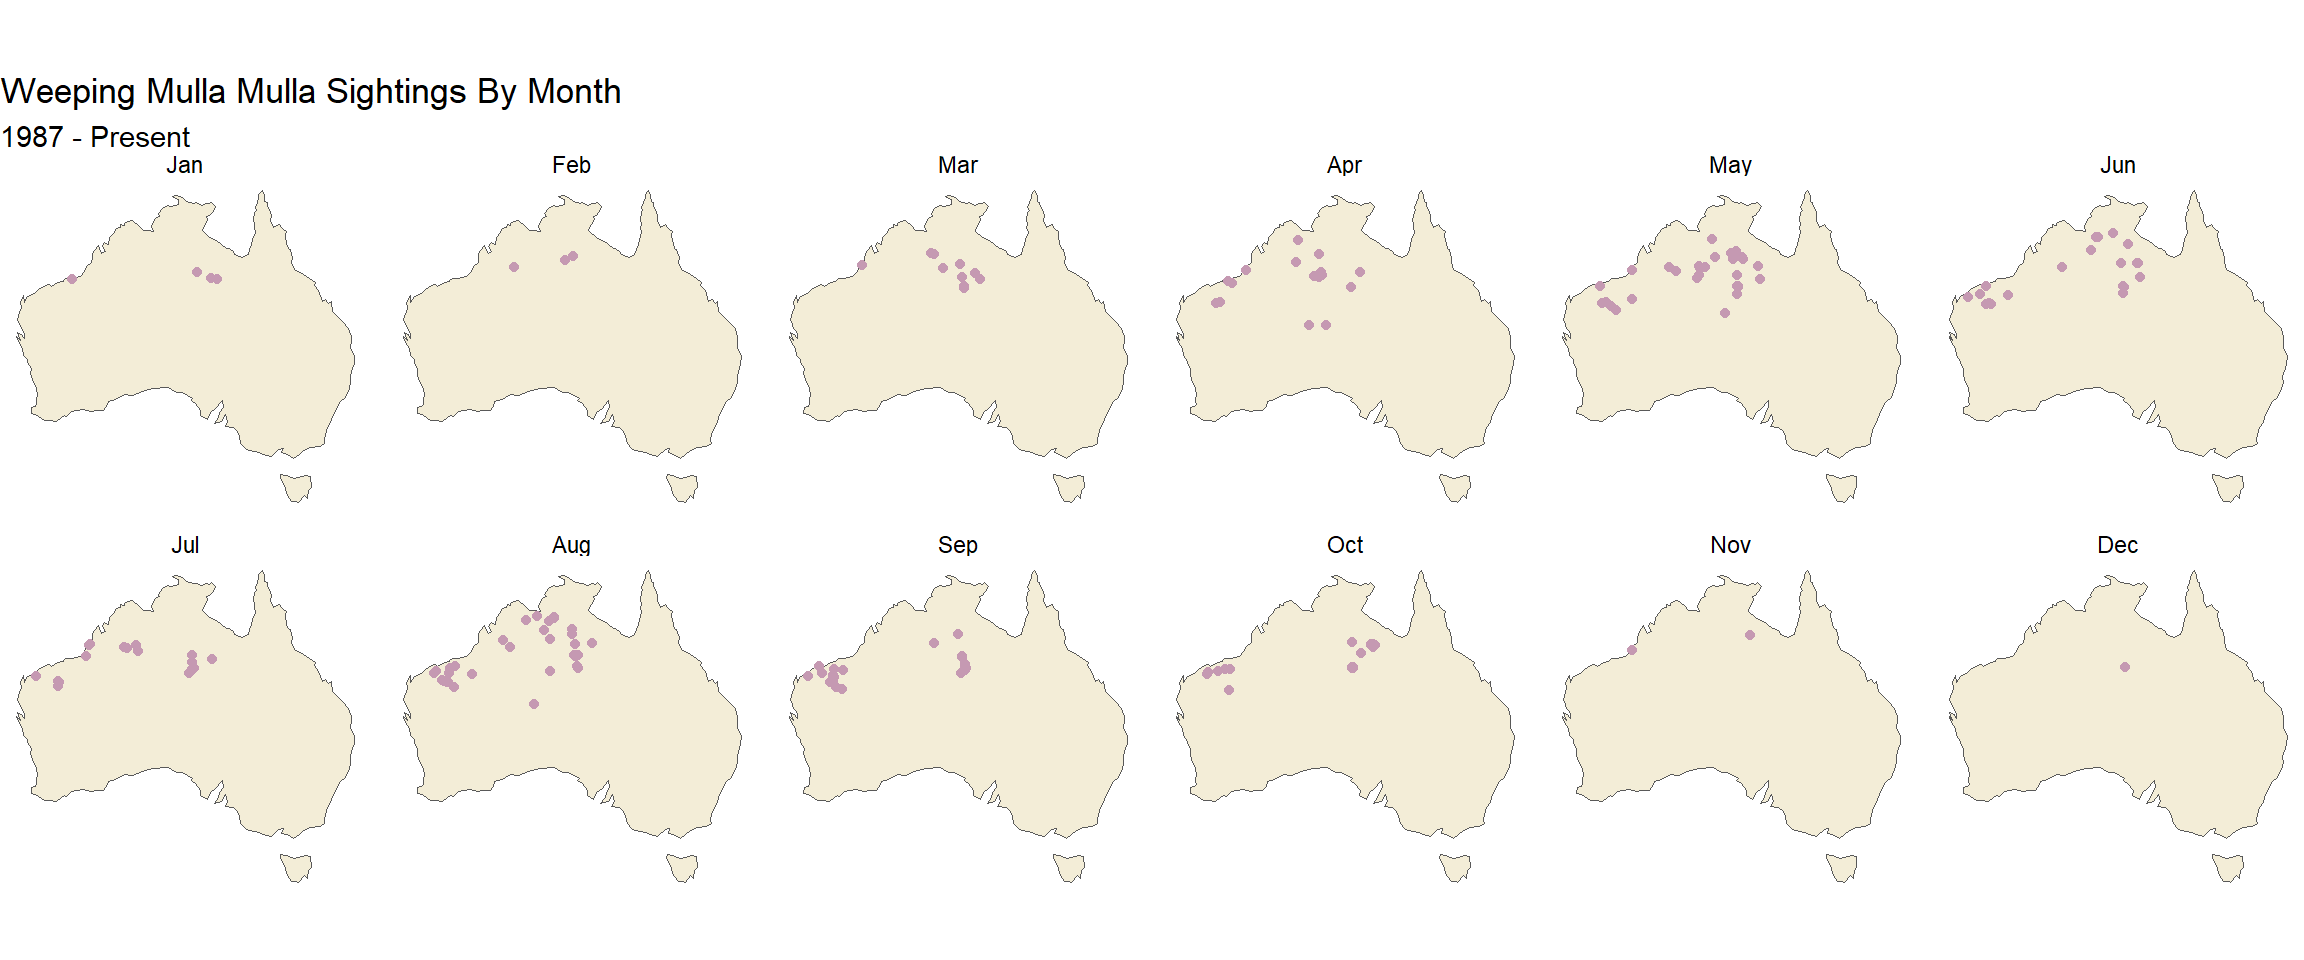 Weeping Mulla Mulla Sightings By Month
1987 - Present
Jan Feb Mar Apr May Jun
Jul Aug Sep Oct Nov Dec